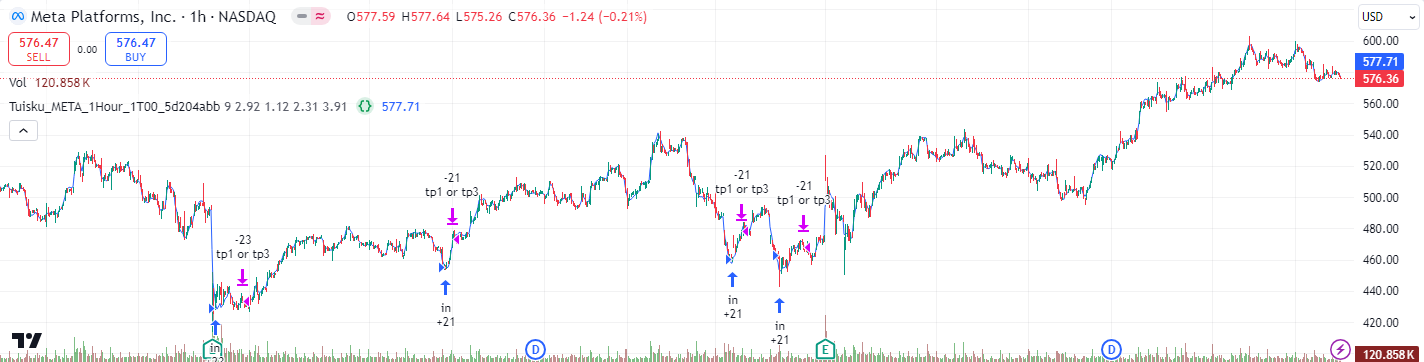 Meta Platforms, Inc. · 1h · NASDAQ O577.59 H577.64 L575.26 C576.36 −1.24 (−0.21%)
USD
576.47
SELL
0.00
576.47
BUY
Vol 120.858 K
Tuisku_META_1Hour_1T00_5d204abb 9 2.92 1.12 2.31 3.91 {} 577.71
600.00
577.71
576.36
560.00
540.00
520.00
500.00
480.00
460.00
440.00
420.00
120.858 K
-23
tp1 or tp3
-21
tp1 or tp3
-21
tp1 or tp3
-21
tp1 or tp3
in
in
+21
in
+21
in
+21
D
E
D